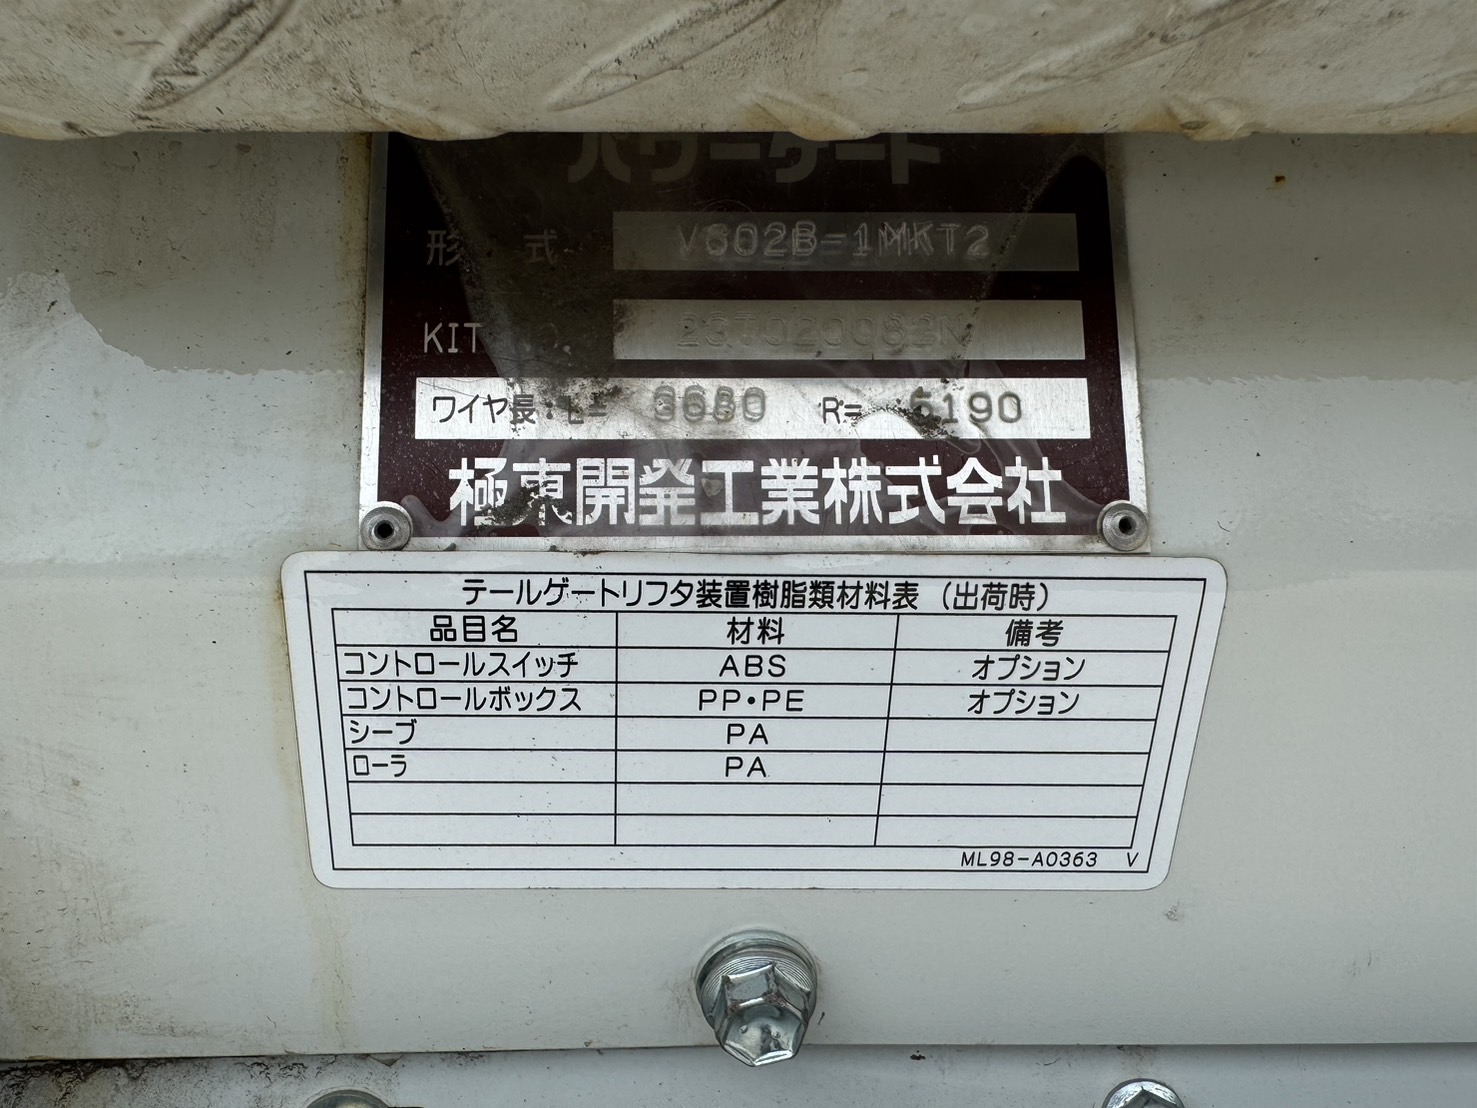 パワーゲート
形 式 V602B-1MKT2
KIT
ワイヤ長:L= 3680 R= 5190
極東開発工業株式会社
テールゲートリフタ装置樹脂類材料表（出荷時）
品目名 材料 備考
コントロールスイッチ ABS オプション
コントロールボックス PP・PE オプション
シーブ PA
ローラ PA
ML98-A0363 V